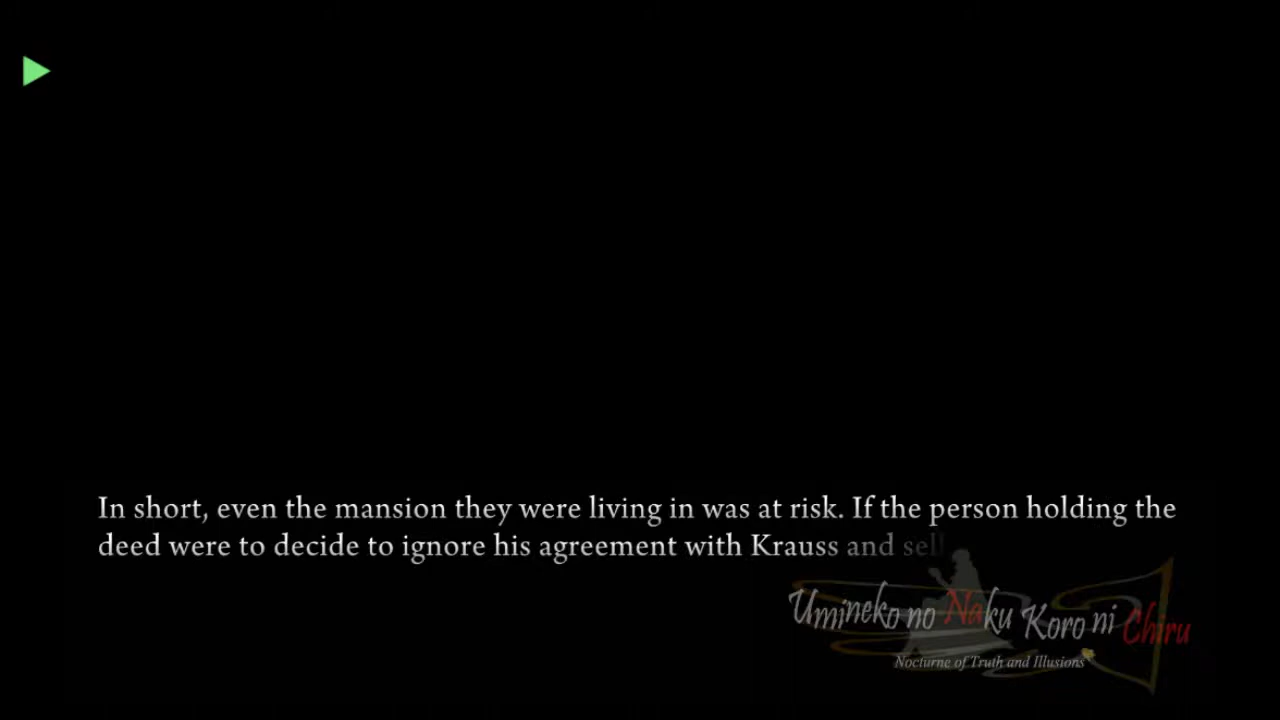 In short, even the mansion they were living in was at risk. If the person holding the
deed were to decide to ignore his agreement with Krauss and sell
Umineko no Naku Koro ni Chiru
Nocturne of Truth and Illusions